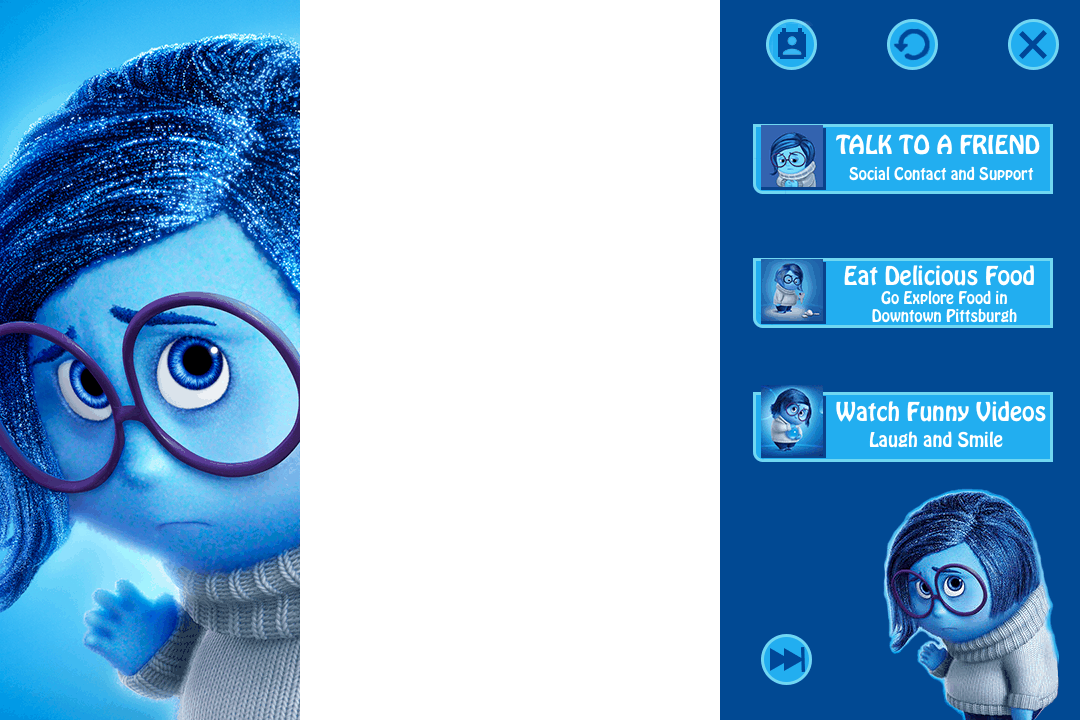 TALK TO A FRIEND
Social Contact and Support
Eat Delicious Food
Go Explore Food in
Downtown Pittsburgh
Watch Funny Videos
Laugh and Smile